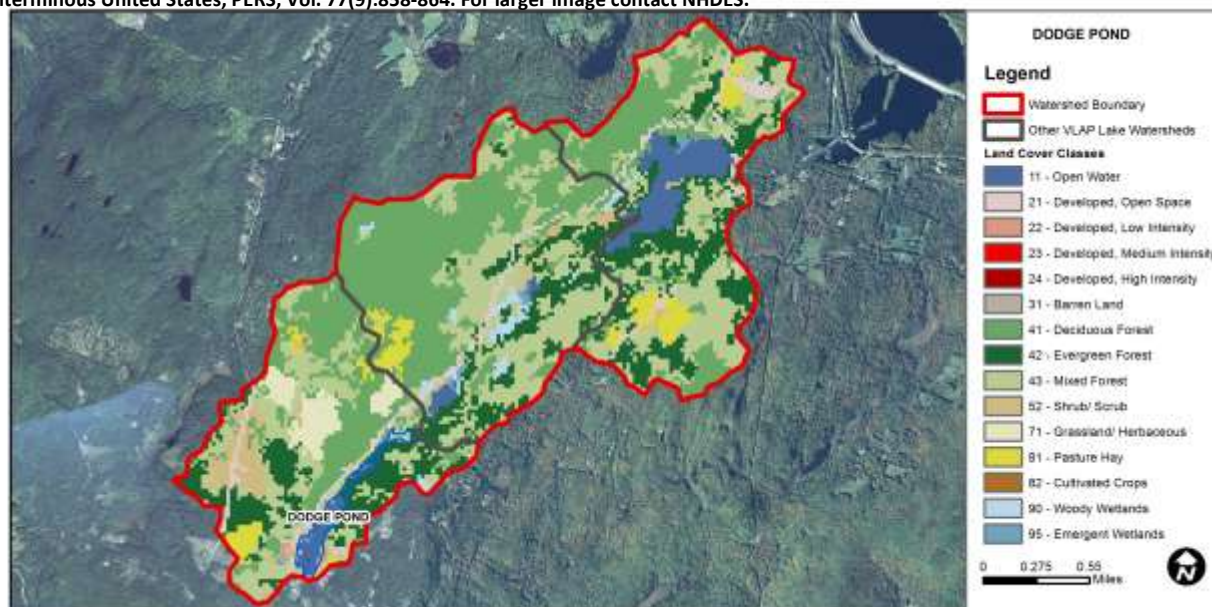 terminous United States, PERS, Vol. 77(9):858-864. For larger image contact NHDES.
DODGE POND
Legend
Watershed Boundary
Other VLAP Lake Watersheds
Land Cover Classes
11 - Open Water
21 - Developed, Open Space
22 - Developed, Low Intensity
23 - Developed, Medium Intensity
24 - Developed, High Intensity
31 - Barren Land
41 - Deciduous Forest
42 - Evergreen Forest
43 - Mixed Forest
52 - Shrub/ Scrub
71 - Grassland/ Herbaceous
81 - Pasture Hay
82 - Cultivated Crops
90 - Woody Wetlands
95 - Emergent Wetlands
0 0.275 0.55
Miles
N
DODGE POND